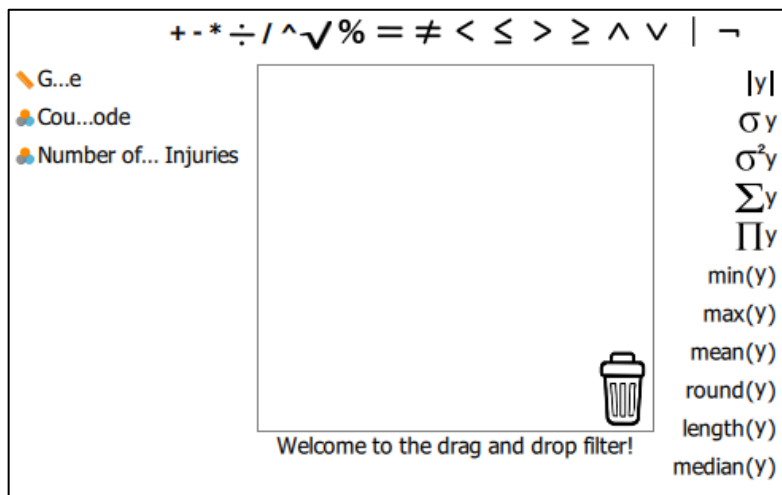 + - * ÷ / ^ √ % = ≠ < ≤ > ≥ ∧ ∨ | ¬
G...e
Cou...ode
Number of... Injuries
|y|
σy
σ²y
∑y
∏y
min(y)
max(y)
mean(y)
round(y)
length(y)
median(y)
Welcome to the drag and drop filter!